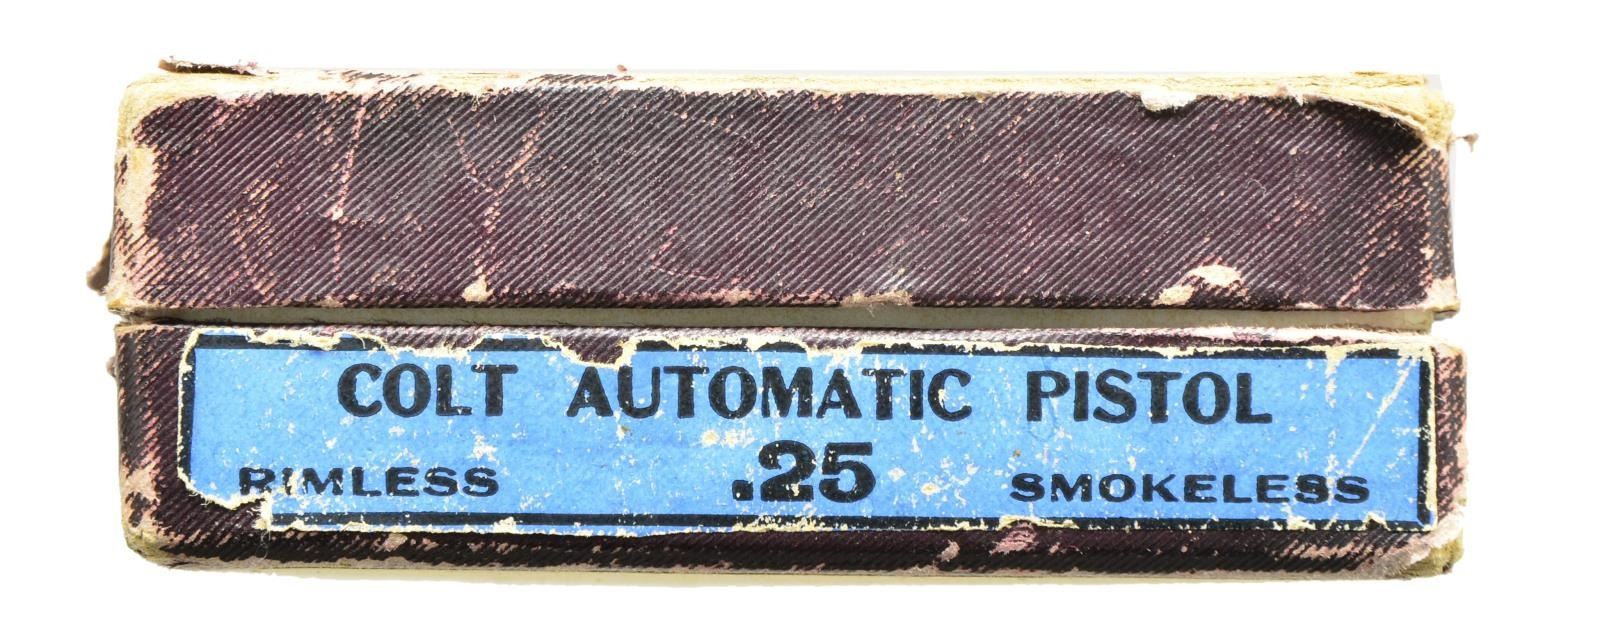 COLT AUTOMATIC PISTOL
RIMLESS .25 SMOKELESS